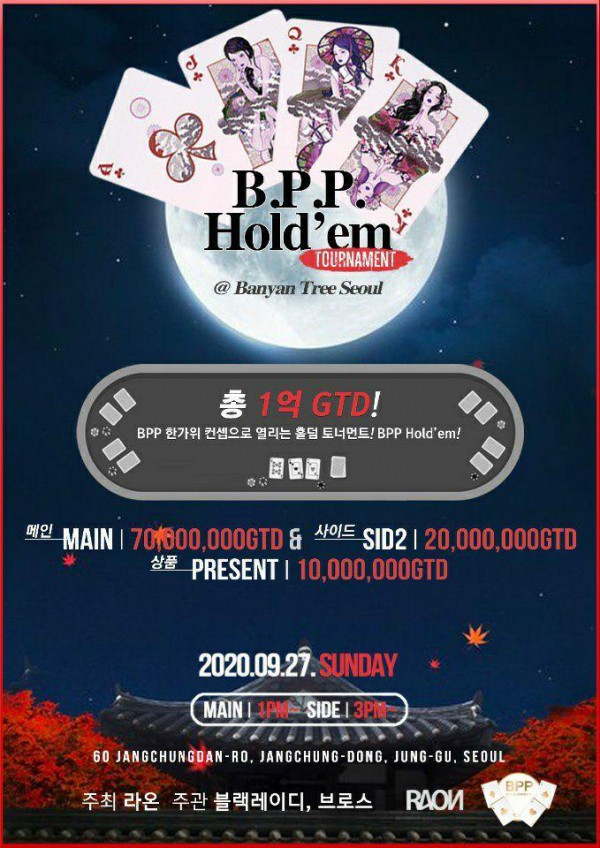 A
J
Q
K
B.P.P.
Hold'em
TOURNAMENT
@ Banyan Tree Seoul
총 1억 GTD!
BPP 한가위 컨셉으로 열리는 홀덤 토너먼트! BPP Hold'em!
메인 MAIN | 70,000,000GTD & 사이드 SID2 | 20,000,000GTD
상품 PRESENT | 10,000,000GTD
2020.09.27. SUNDAY
MAIN | 1PM~ SIDE | 3PM~
60 JANGCHUNGDAN-RO, JANGCHUNG-DONG, JUNG-GU, SEOUL
주최 라온 주관 블랙레이디, 브로스 RAON BPP